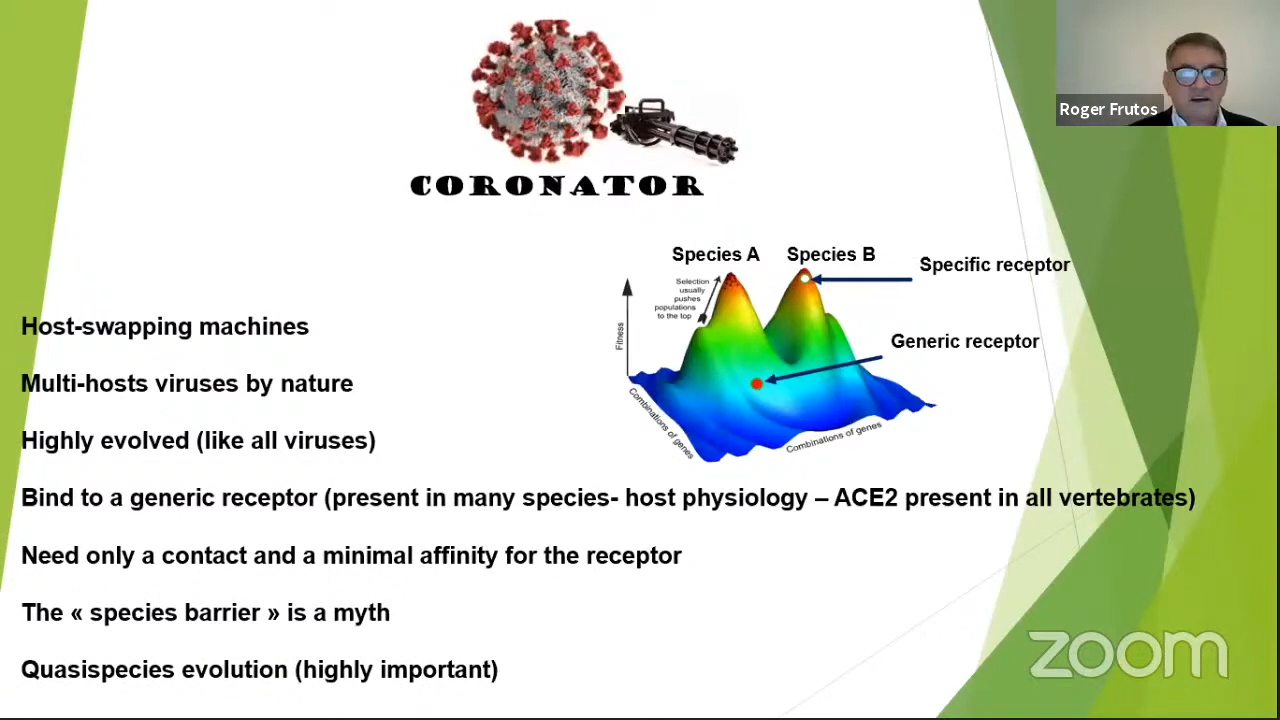 Roger Frutos
CORONATOR
Species A
Species B
Specific receptor
Selection
usually
pushes
populations
to the top
Fitness
Generic receptor
Combinations of genes
Combinations of genes
Host-swapping machines
Multi-hosts viruses by nature
Highly evolved (like all viruses)
Bind to a generic receptor (present in many species- host physiology – ACE2 present in all vertebrates)
Need only a contact and a minimal affinity for the receptor
The « species barrier » is a myth
Quasispecies evolution (highly important)
zoom